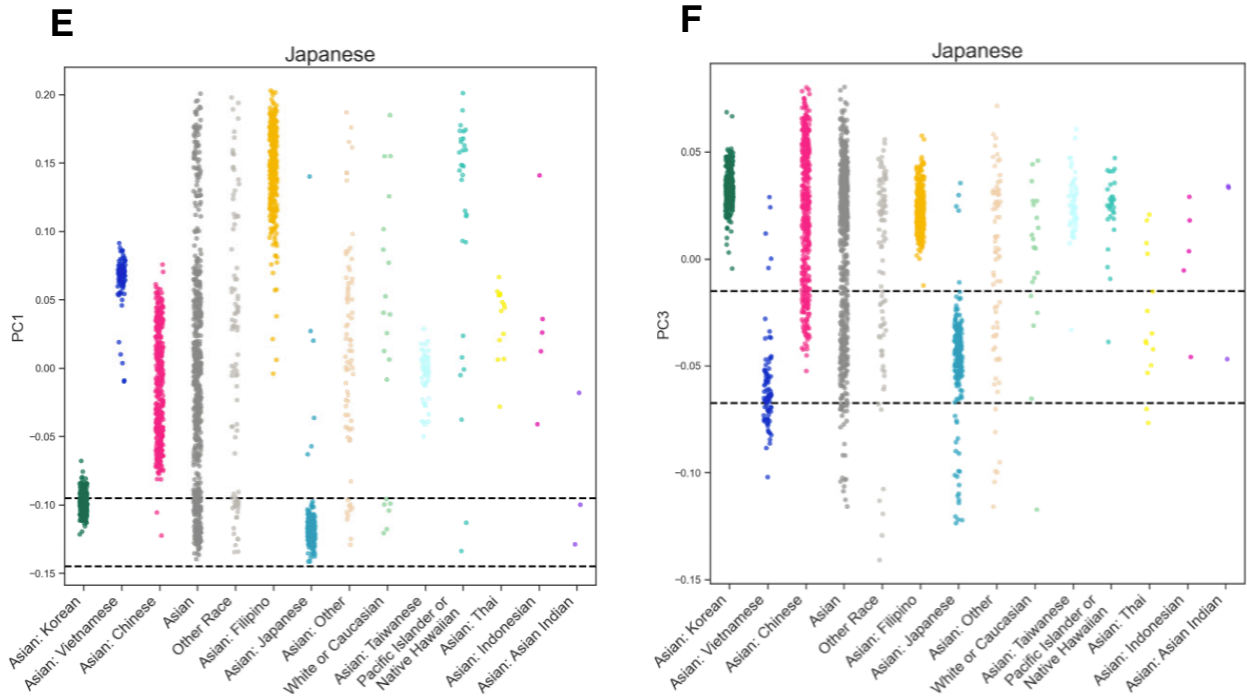 E
Japanese
0.20
0.15
0.10
0.05
0.00
−0.05
−0.10
−0.15
PC1
Asian: Korean
Asian: Vietnamese
Asian: Chinese
Asian
Other Race
Asian: Filipino
Asian: Japanese
Asian: Other
White or Caucasian
Asian: Taiwanese
Pacific Islander or
Native Hawaiian
Asian: Thai
Asian: Indonesian
Asian: Asian Indian
F
Japanese
0.05
0.00
−0.05
−0.10
−0.15
PC3
Asian: Korean
Asian: Vietnamese
Asian: Chinese
Asian
Other Race
Asian: Filipino
Asian: Japanese
Asian: Other
White or Caucasian
Asian: Taiwanese
Pacific Islander or
Native Hawaiian
Asian: Thai
Asian: Indonesian
Asian: Asian Indian